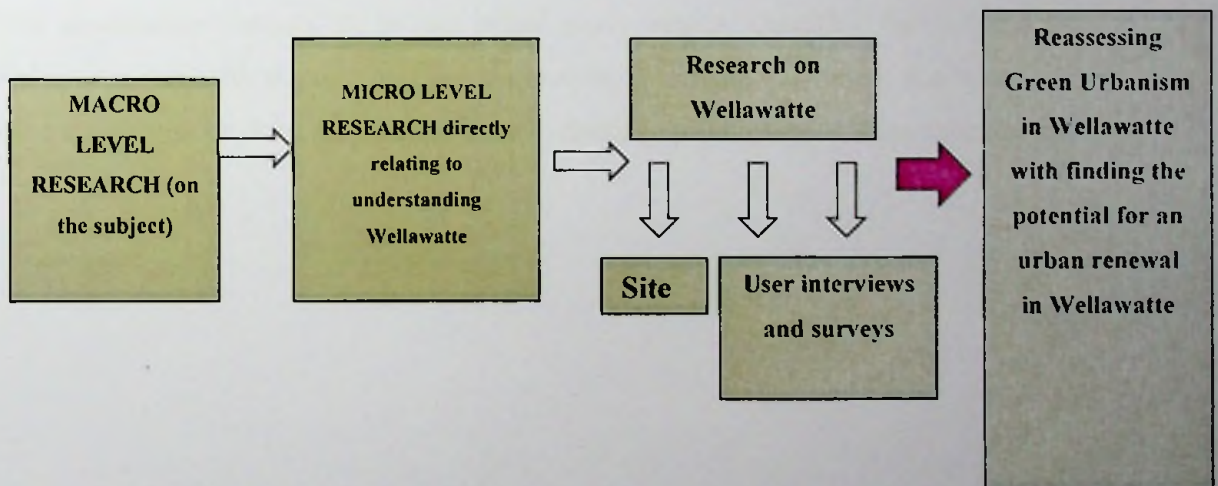 MACRO
LEVEL
RESEARCH (on
the subject)
MICRO LEVEL
RESEARCH directly
relating to
understanding
Wellawatte
Research on
Wellawatte
Site
User interviews
and surveys
Reassessing
Green Urbanism
in Wellawatte
with finding the
potential for an
urban renewal
in Wellawatte